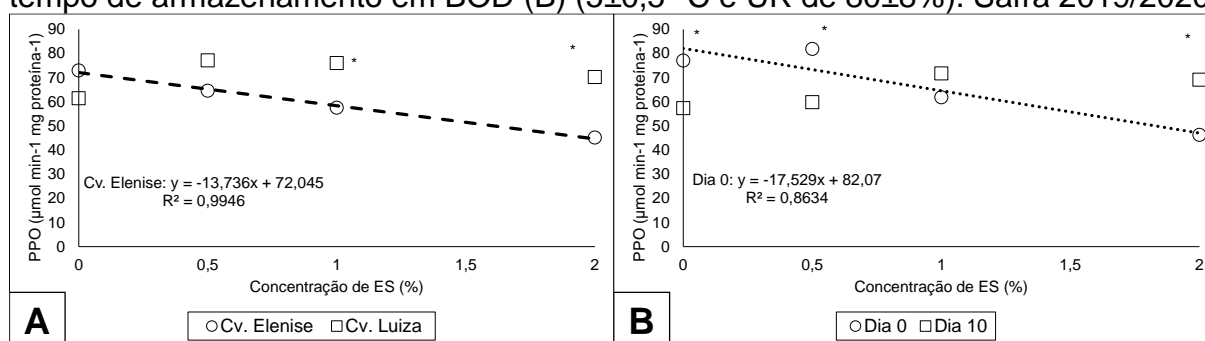 tempo de armazenamento em BOD (B) (5±0,5 °C e UR de 80±8%). Safra 2019/2020
90
80
70
60
50
40
30
20
10
0
PPO (µmol min-1 mg proteína-1)
*
*
Cv. Elenise: y = -13,736x + 72,045
R² = 0,9946
0 0,5 1 1,5 2
Concentração de ES (%)
A
Cv. Elenise Cv. Luiza
90
80
70
60
50
40
30
20
10
0
PPO (µmol min-1 mg proteína-1)
*
*
*
Dia 0: y = -17,529x + 82,07
R² = 0,8634
0 0,5 1 1,5 2
Concentração de ES (%)
B
Dia 0 Dia 10